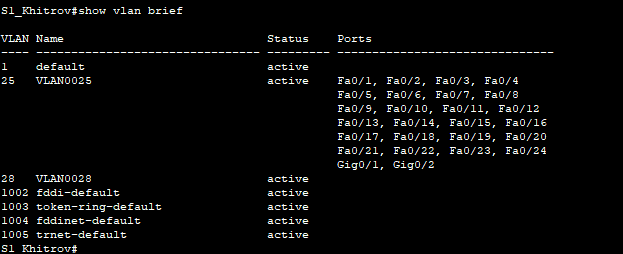 S1_Khitrov#show vlan brief
VLAN Name                             Status    Ports
---- -------------------------------- --------- -------------------------------
1    default                          active
25   VLAN0025                         active    Fa0/1, Fa0/2, Fa0/3, Fa0/4
                                                Fa0/5, Fa0/6, Fa0/7, Fa0/8
                                                Fa0/9, Fa0/10, Fa0/11, Fa0/12
                                                Fa0/13, Fa0/14, Fa0/15, Fa0/16
                                                Fa0/17, Fa0/18, Fa0/19, Fa0/20
                                                Fa0/21, Fa0/22, Fa0/23, Fa0/24
                                                Gig0/1, Gig0/2
28   VLAN0028                         active
1002 fddi-default                     active
1003 token-ring-default               active
1004 fddinet-default                  active
1005 trnet-default                    active
S1_Khitrov#